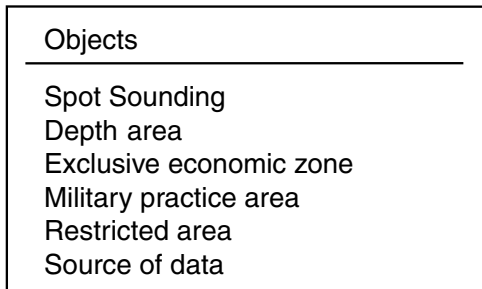 Objects
Spot Sounding
Depth area
Exclusive economic zone
Military practice area
Restricted area
Source of data